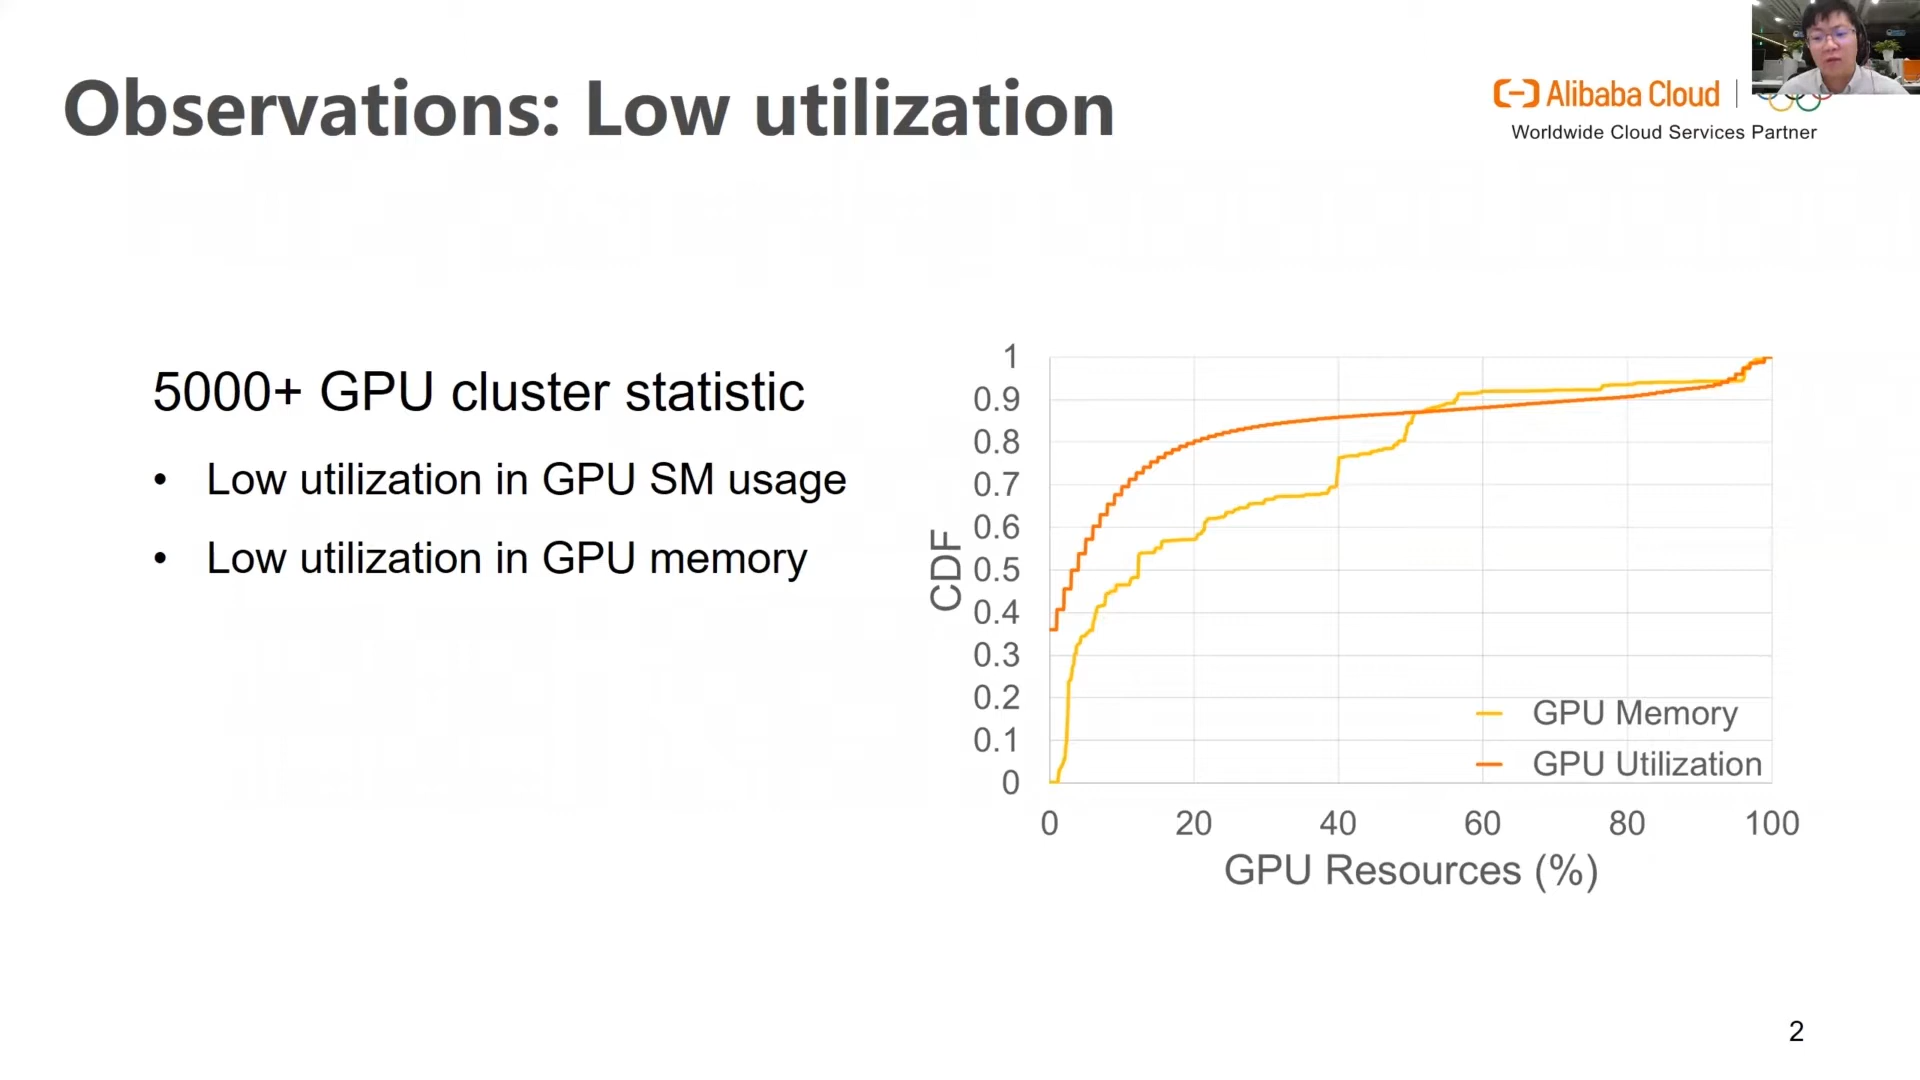 Observations: Low utilization
Alibaba Cloud
Worldwide Cloud Services Partner
5000+ GPU cluster statistic
• Low utilization in GPU SM usage
• Low utilization in GPU memory
CDF
1
0.9
0.8
0.7
0.6
0.5
0.4
0.3
0.2
0.1
0
0 20 40 60 80 100
GPU Resources (%)
GPU Memory
GPU Utilization
2